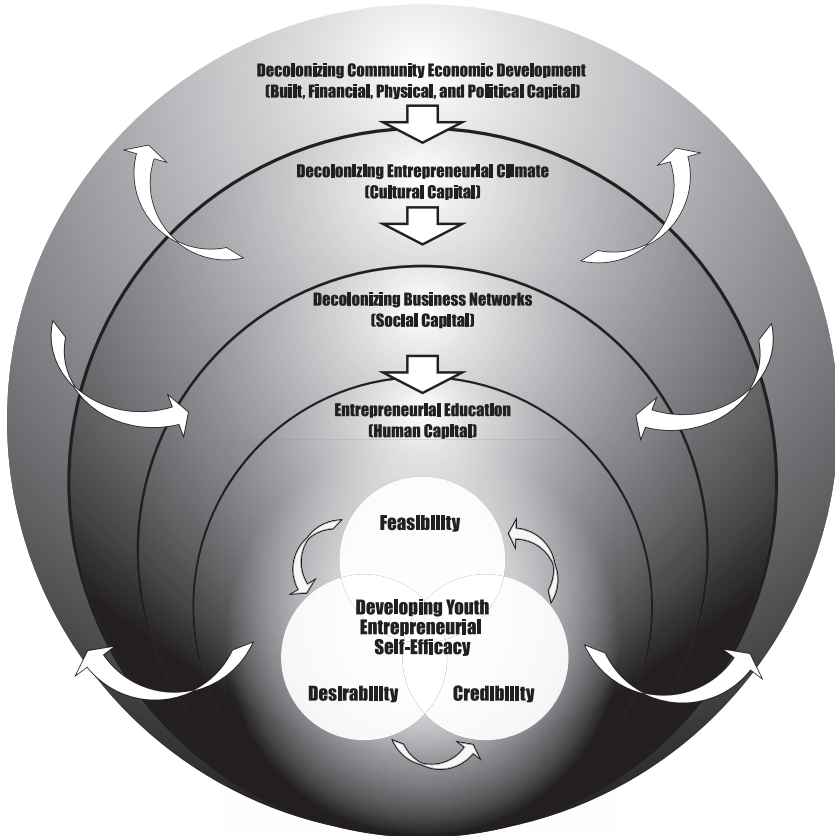 Decolonizing Community Economic Development
(Built, Financial, Physical, and Political Capital)
Decolonizing Entrepreneurial Climate
(Cultural Capital)
Decolonizing Business Networks
(Social Capital)
Entrepreneurial Education
(Human Capital)
Feasibility
Developing Youth
Entrepreneurial
Self-Efficacy
Desirability
Credibility